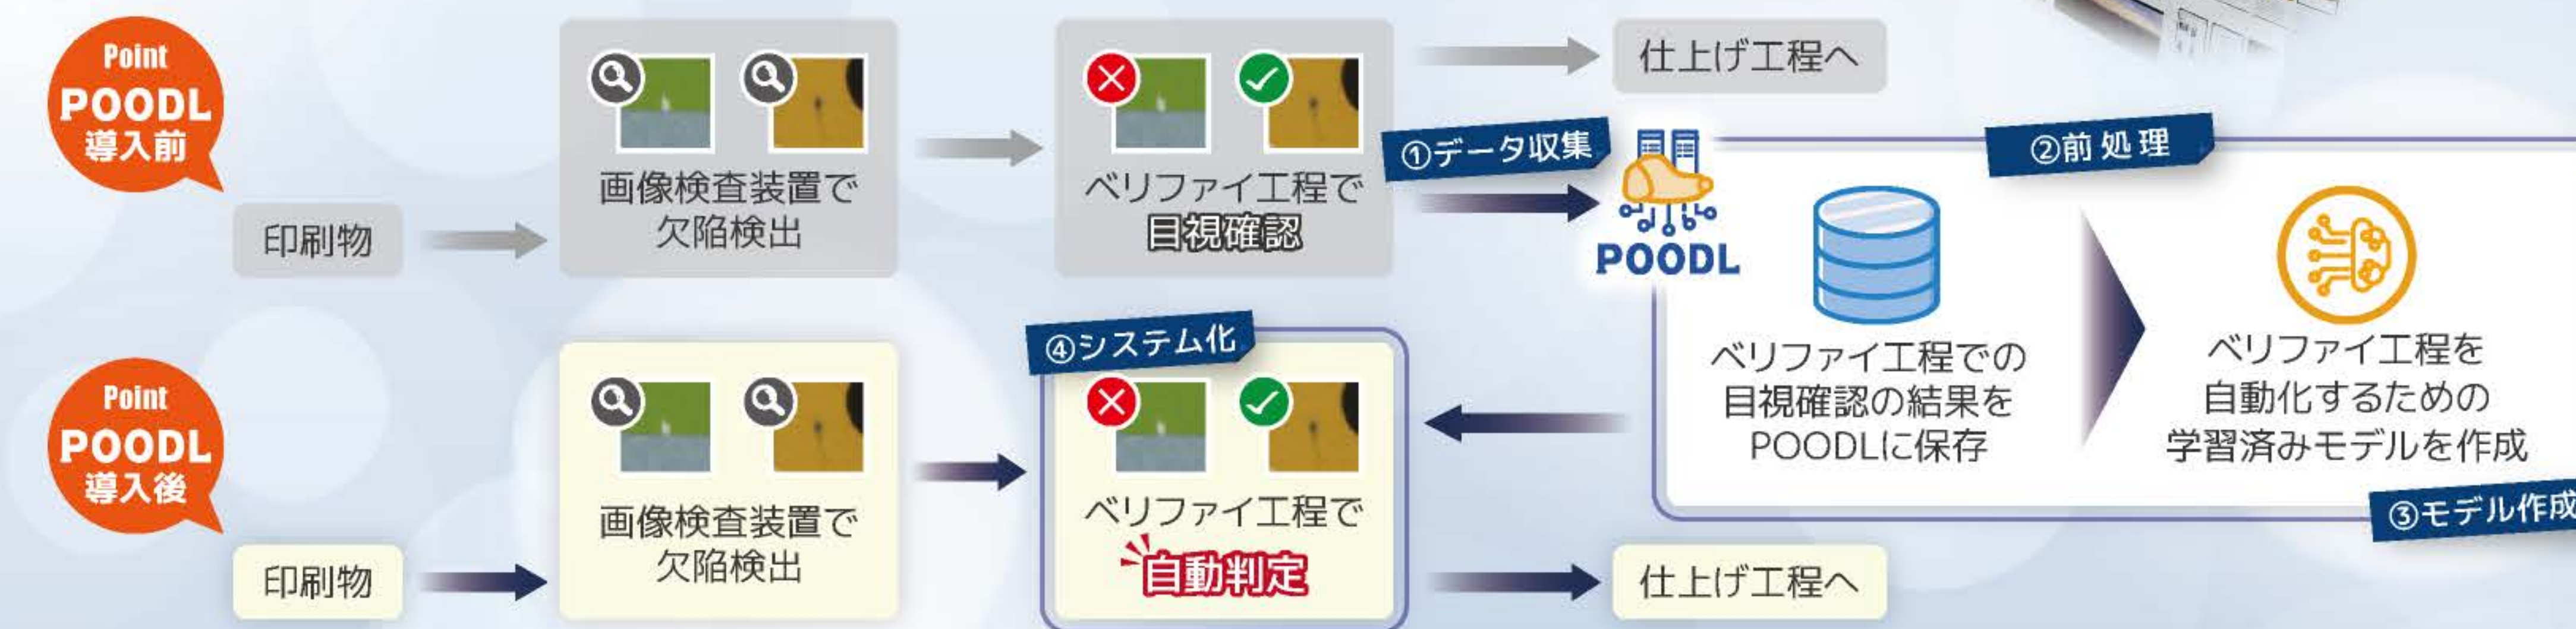 Point
POODL
導入前
印刷物
画像検査装置で
欠陥検出
ベリファイ工程で
目視確認
仕上げ工程へ
①データ収集
POODL
②前処理
ベリファイ工程での
目視確認の結果を
POODLに保存
ベリファイ工程を
自動化するための
学習済みモデルを作成
③モデル作成
Point
POODL
導入後
印刷物
画像検査装置で
欠陥検出
④システム化
ベリファイ工程で
自動判定
仕上げ工程へ